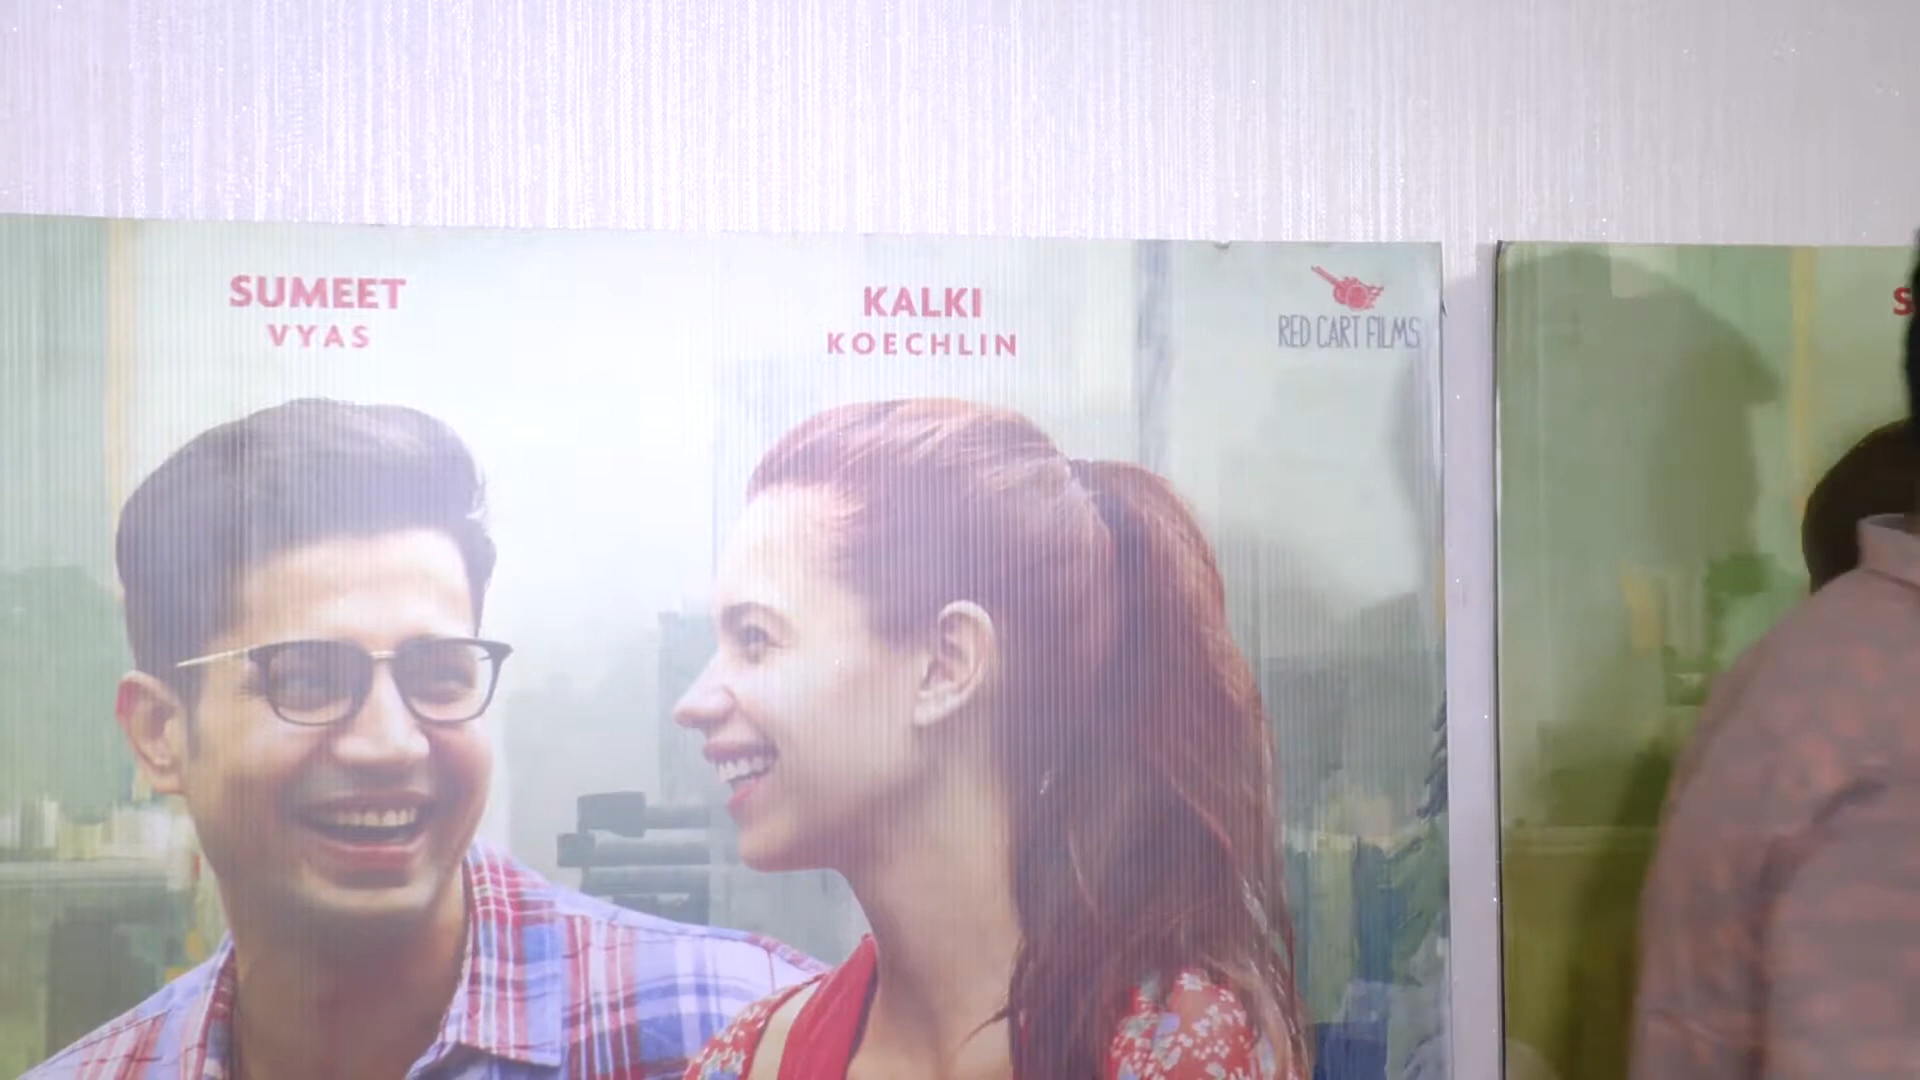 SUMEET
VYAS
KALKI
KOECHLIN
RED CART FILMS
S